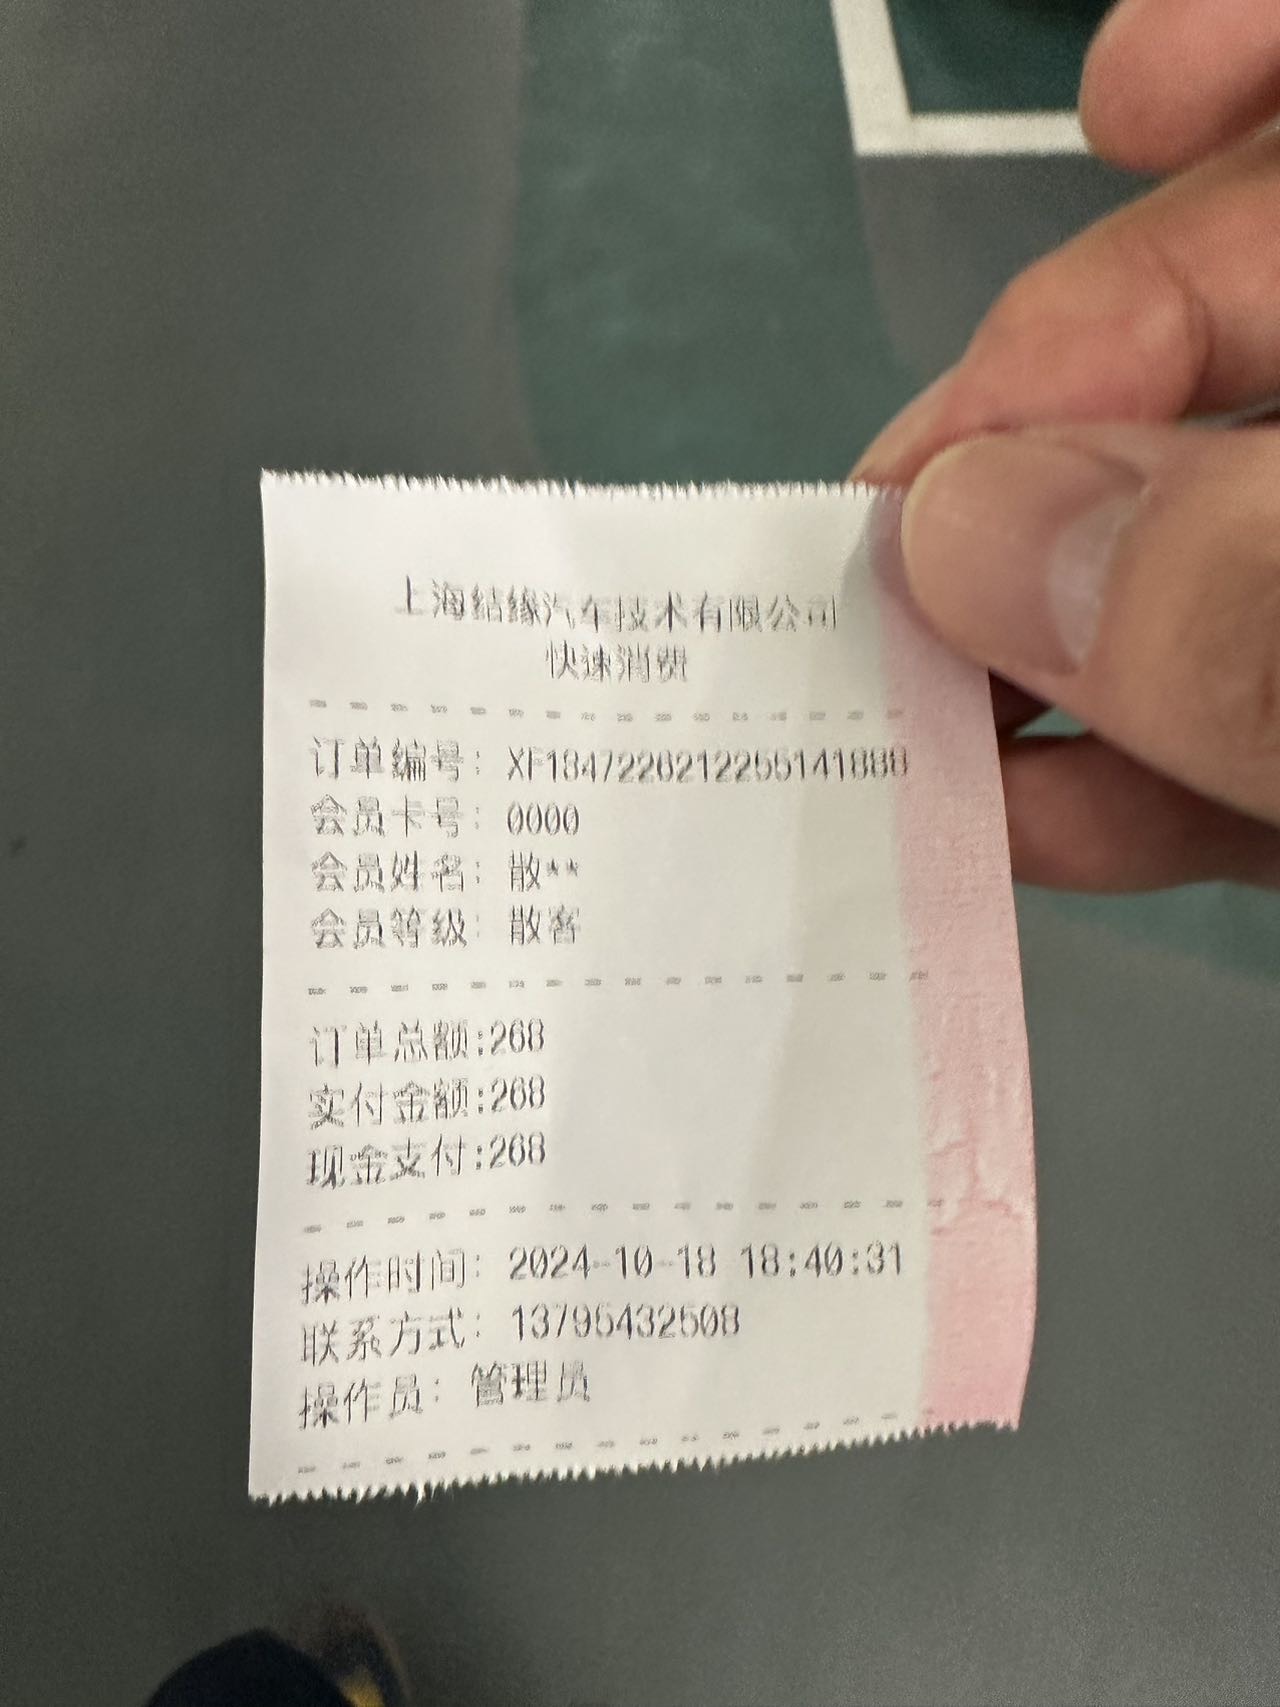 上海结缘汽车技术有限公司
快速消费
订单编号: XF1347226212255141888
会员卡号: 0000
会员姓名: 散**
会员等级: 散客
订单总额:268
实付金额:268
现金支付:268
操作时间: 2024-10-18 18:40:31
联系方式: 13795432508
操作员: 管理员